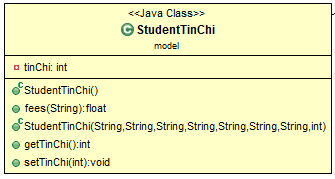 <<Java Class>>
C StudentTinChi
model
tinChi: int
C StudentTinChi()
fees(String):float
C StudentTinChi(String,String,String,String,String,String,String,int)
getTinChi():int
setTinChi(int):void